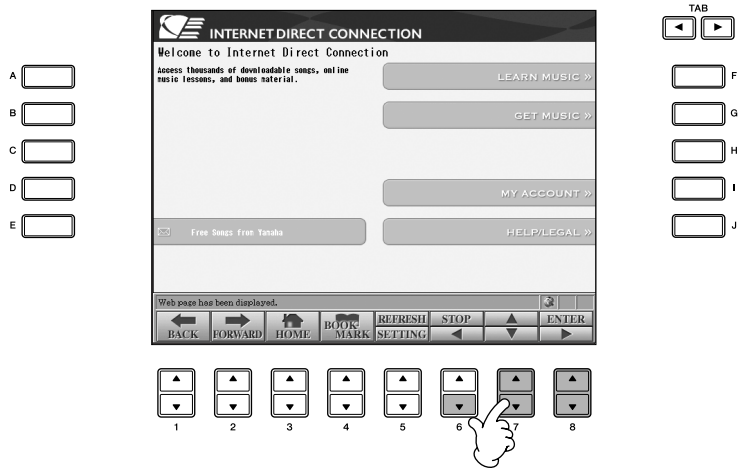 TAB
INTERNET DIRECT CONNECTION
Welcome to Internet Direct Connection
Access thousands of downloadable songs, online
music lessons, and bonus material.
LEARN MUSIC »
GET MUSIC »
MY ACCOUNT »
Free Songs from Yamaha
HELP/LEGAL »
Web page has been displayed.
BACK FORWARD HOME BOOK-MARK REFRESH SETTING STOP ENTER
A
B
C
D
E
F
G
H
I
J
1 2 3 4 5 6 7 8